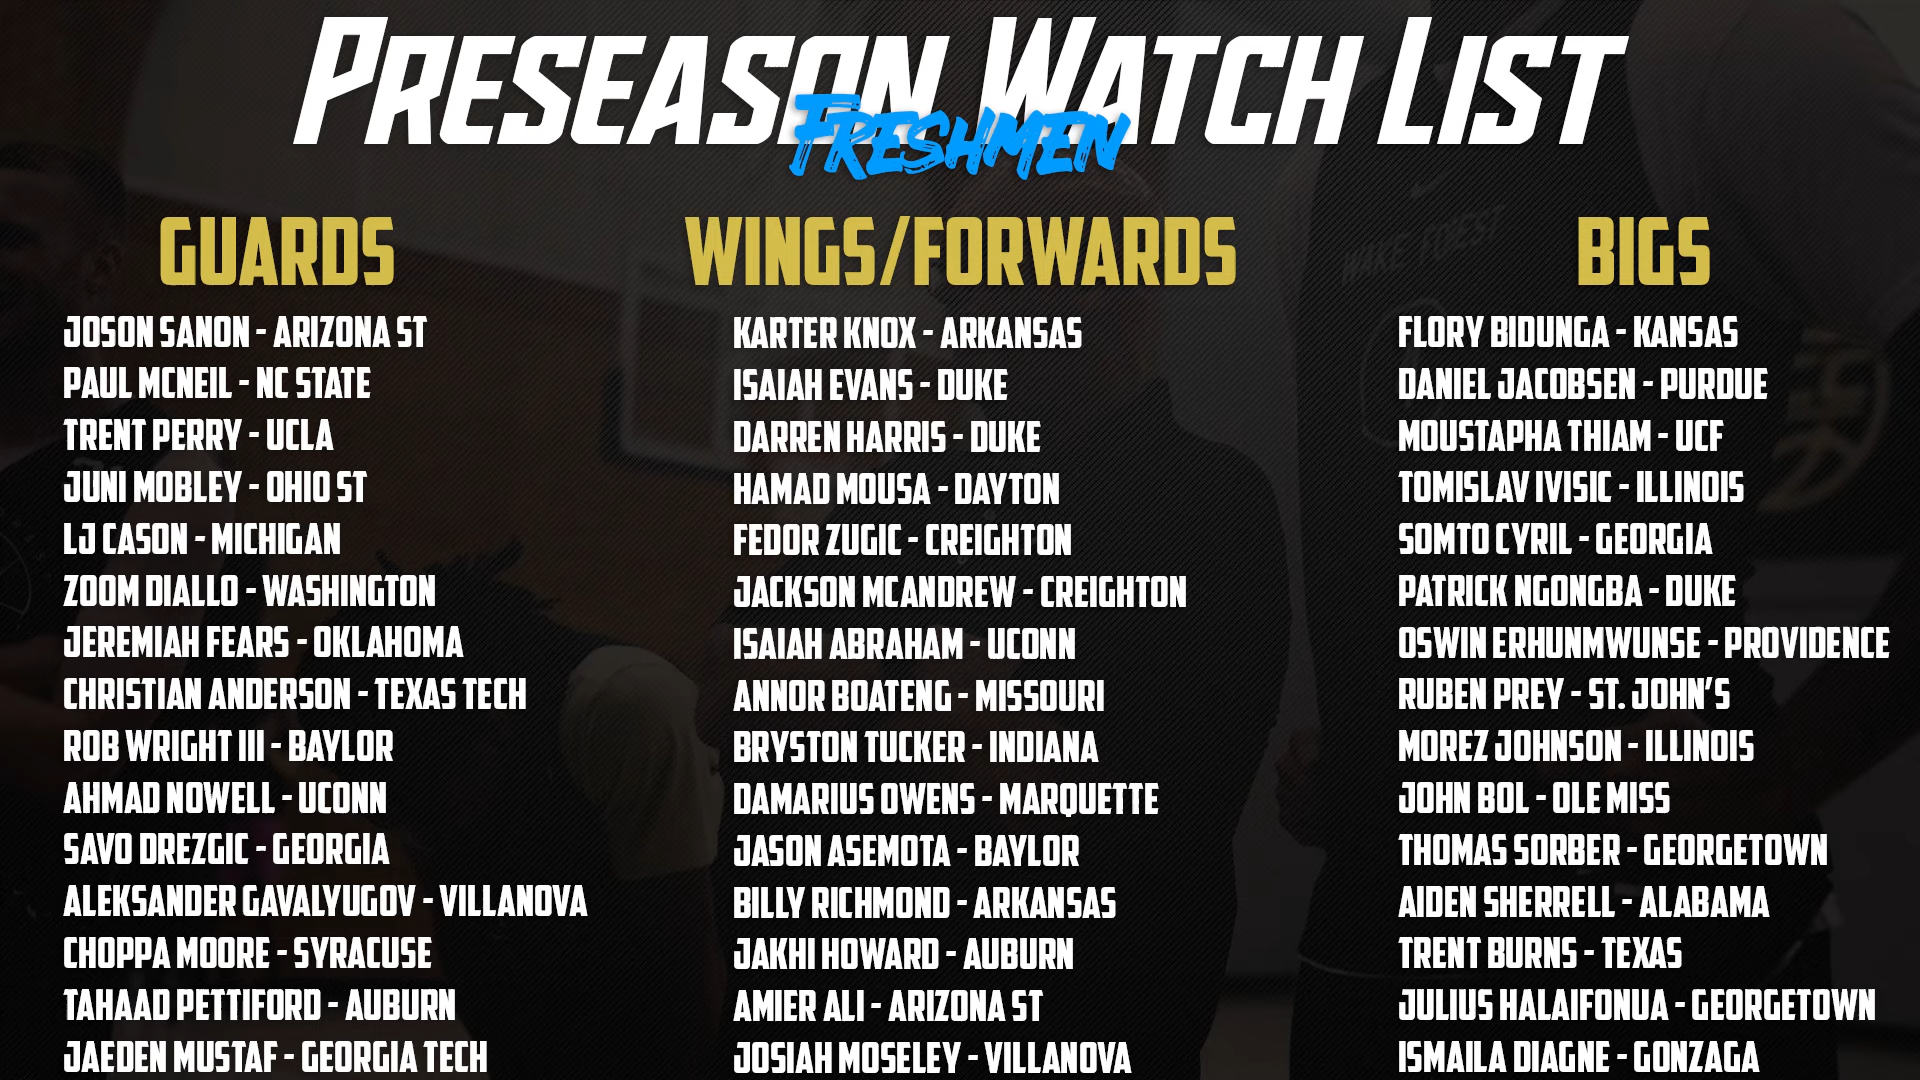 PRESEASON WATCH LIST
FRESHMEN
GUARDS
JOSON SANON - ARIZONA ST
PAUL MCNEIL - NC STATE
TRENT PERRY - UCLA
JUNI MOBLEY - OHIO ST
LJ CASON - MICHIGAN
ZOOM DIALLO - WASHINGTON
JEREMIAH FEARS - OKLAHOMA
CHRISTIAN ANDERSON - TEXAS TECH
ROB WRIGHT III - BAYLOR
AHMAD NOWELL - UCONN
SAVO DREZGIC - GEORGIA
ALEKSANDER GAVALYUGOV - VILLANOVA
CHOPPA MOORE - SYRACUSE
TAHAAD PETTIFORD - AUBURN
JAEDEN MUSTAF - GEORGIA TECH
WINGS/FORWARDS
KARTER KNOX - ARKANSAS
ISAIAH EVANS - DUKE
DARREN HARRIS - DUKE
HAMAD MOUSA - DAYTON
FEDOR ZUGIC - CREIGHTON
JACKSON MCANDREW - CREIGHTON
ISAIAH ABRAHAM - UCONN
ANNOR BOATENG - MISSOURI
BRYSTON TUCKER - INDIANA
DAMARIUS OWENS - MARQUETTE
JASON ASEMOTA - BAYLOR
BILLY RICHMOND - ARKANSAS
JAKHI HOWARD - AUBURN
AMIER ALI - ARIZONA ST
JOSIAH MOSELEY - VILLANOVA
BIGS
FLORY BIDUNGA - KANSAS
DANIEL JACOBSEN - PURDUE
MOUSTAPHA THIAM - UCF
TOMISLAV IVISIC - ILLINOIS
SOMTO CYRIL - GEORGIA
PATRICK NGONGBA - DUKE
OSWIN ERHUNMWUNSE - PROVIDENCE
RUBEN PREY - ST. JOHN'S
MOREZ JOHNSON - ILLINOIS
JOHN BOL - OLE MISS
THOMAS SORBER - GEORGETOWN
AIDEN SHERRELL - ALABAMA
TRENT BURNS - TEXAS
JULIUS HALAIFONUA - GEORGETOWN
ISMAILA DIAGNE - GONZAGA
WAKE FOREST